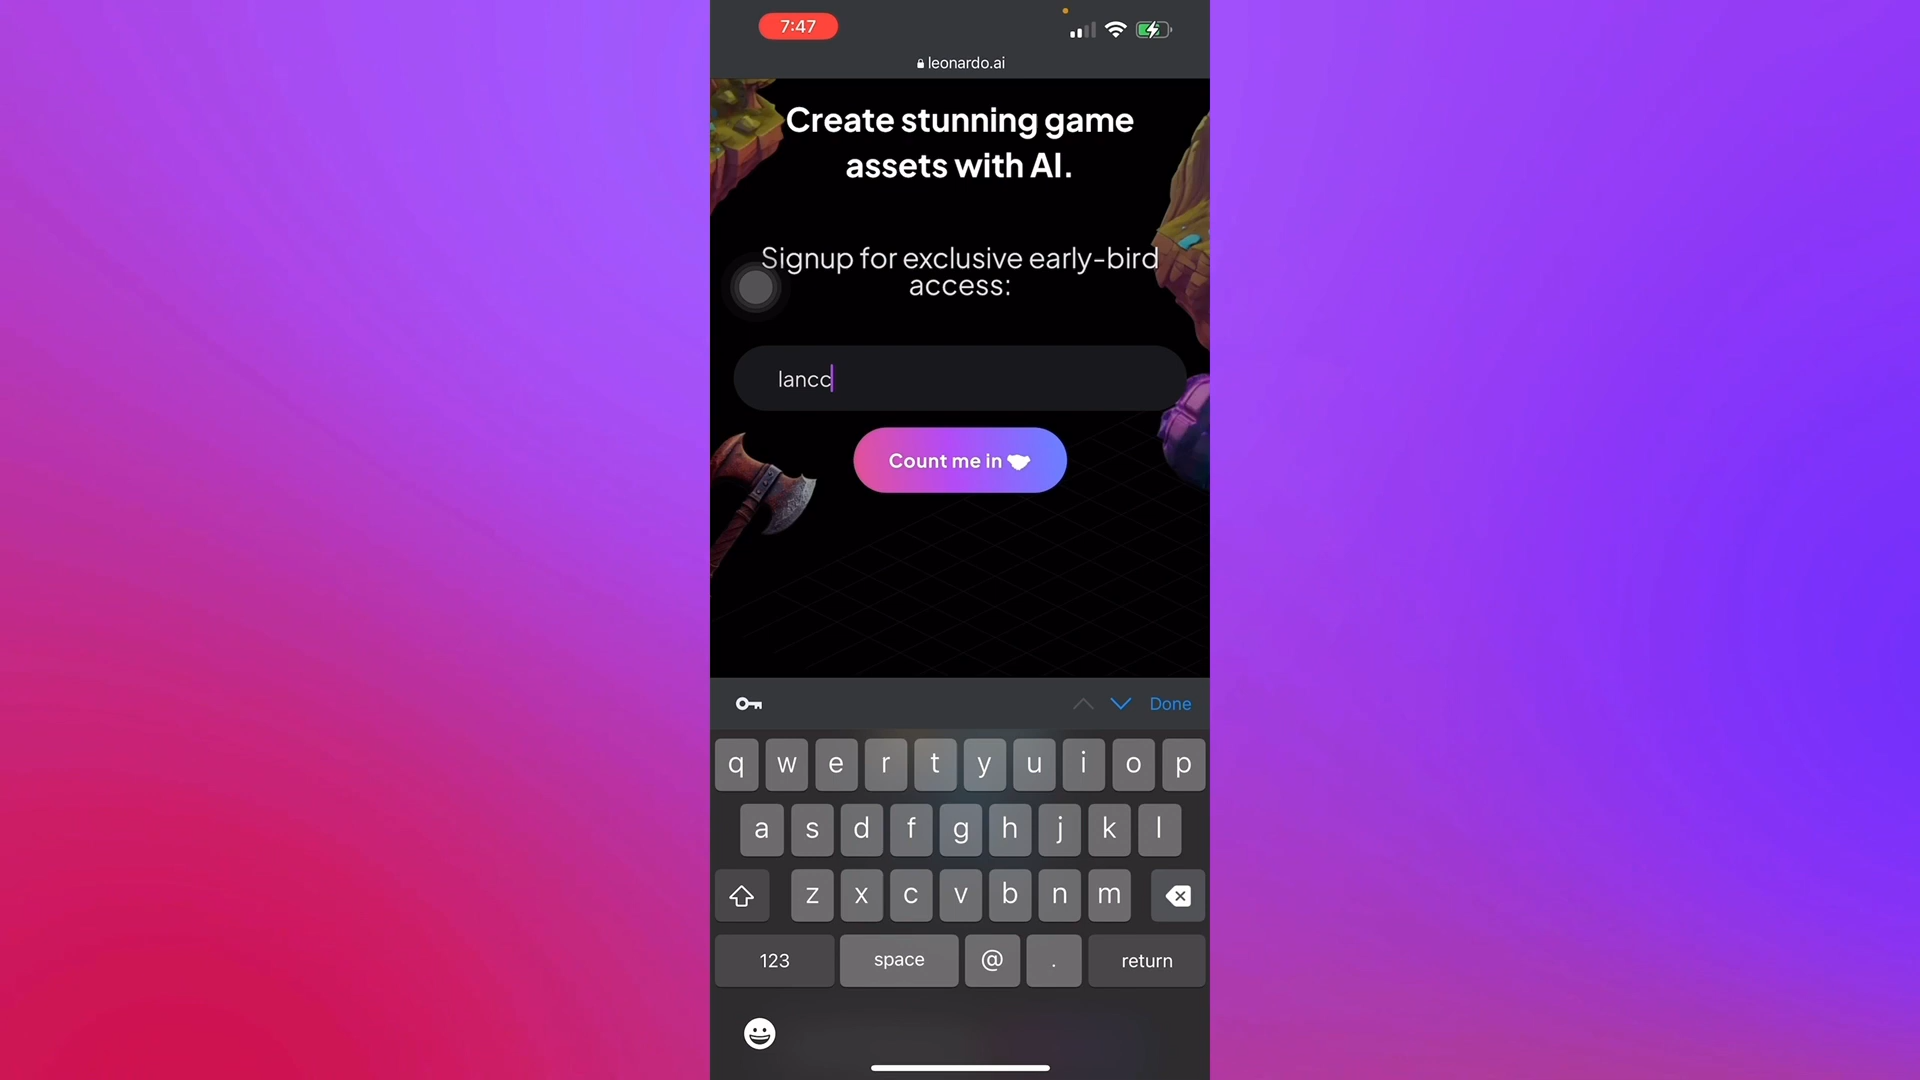 7:47
leonardo.ai
Create stunning game
assets with AI.
Signup for exclusive early-bird
access:
lancc
Count me in
Done
q w e r t y u i o p
a s d f g h j k l
z x c v b n m
123 space @ . return